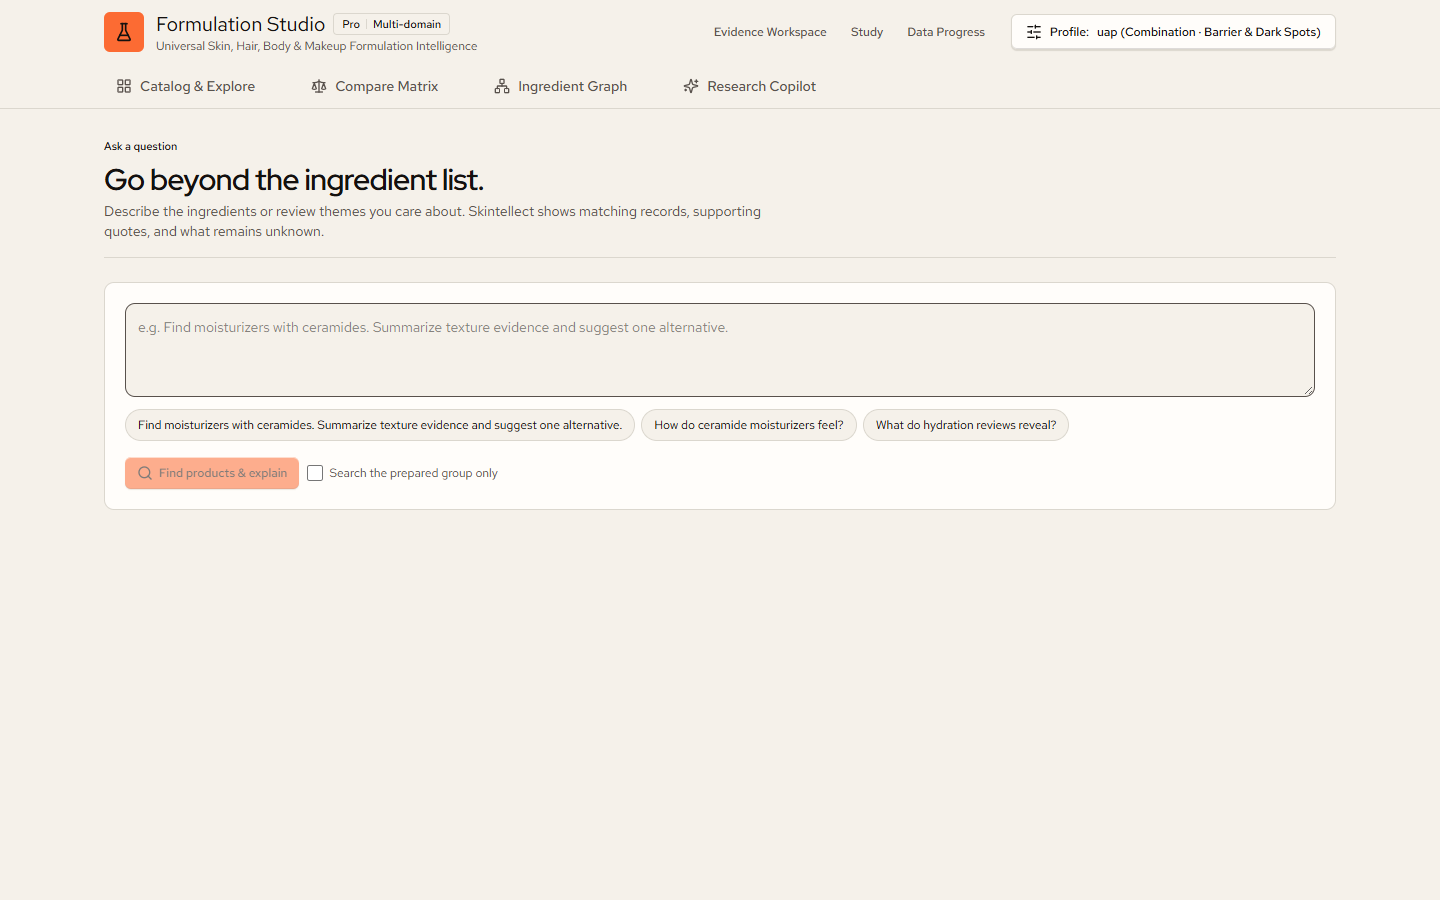 Formulation Studio
Pro | Multi-domain
Universal Skin, Hair, Body & Makeup Formulation Intelligence
Evidence Workspace
Study
Data Progress
Profile: uap (Combination · Barrier & Dark Spots)
Catalog & Explore
Compare Matrix
Ingredient Graph
Research Copilot
Ask a question
Go beyond the ingredient list.
Describe the ingredients or review themes you care about. Skintellect shows matching records, supporting
quotes, and what remains unknown.
e.g. Find moisturizers with ceramides. Summarize texture evidence and suggest one alternative.
Find moisturizers with ceramides. Summarize texture evidence and suggest one alternative.
How do ceramide moisturizers feel?
What do hydration reviews reveal?
Find products & explain
Search the prepared group only